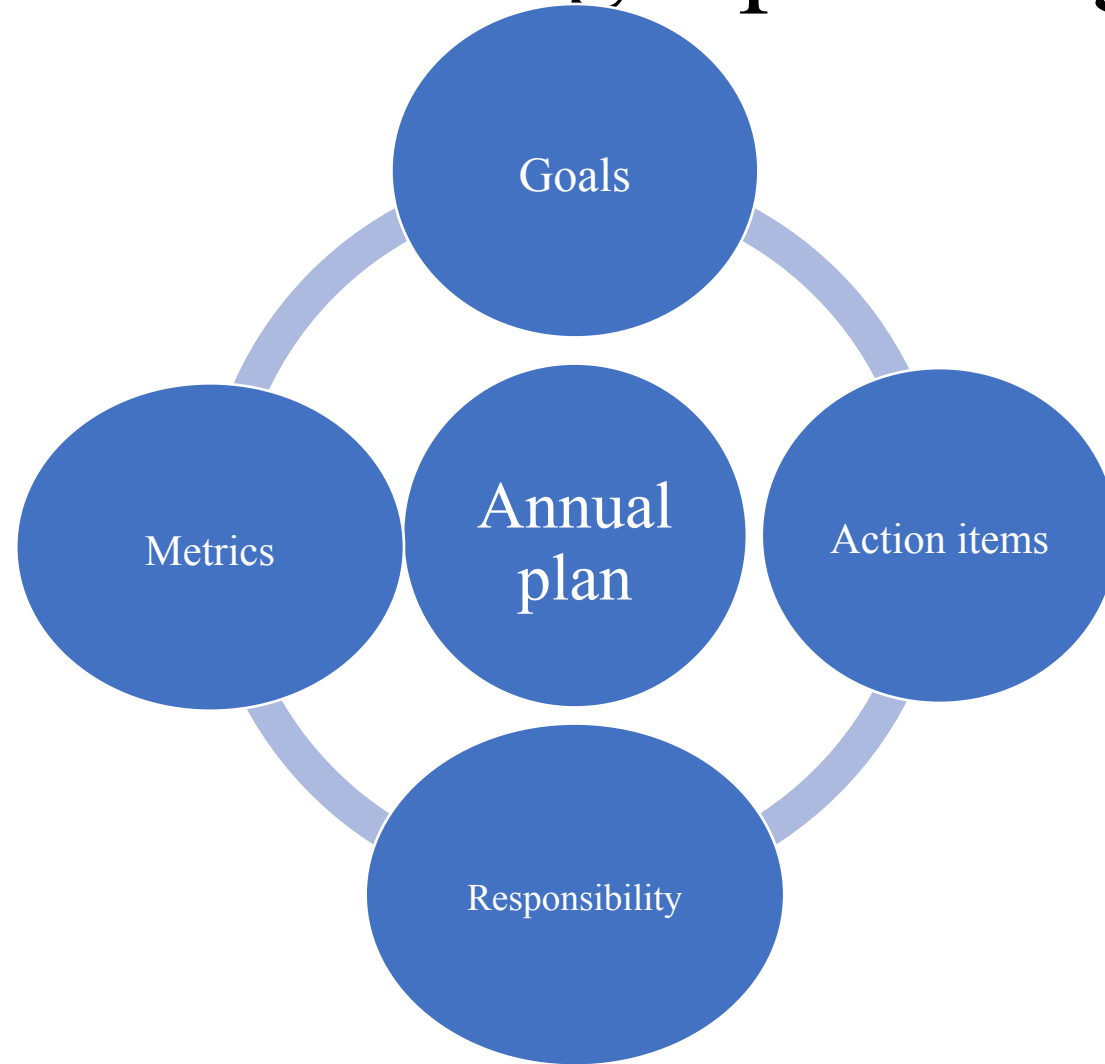 Goals
Annual
plan
Metrics
Action items
Responsibility